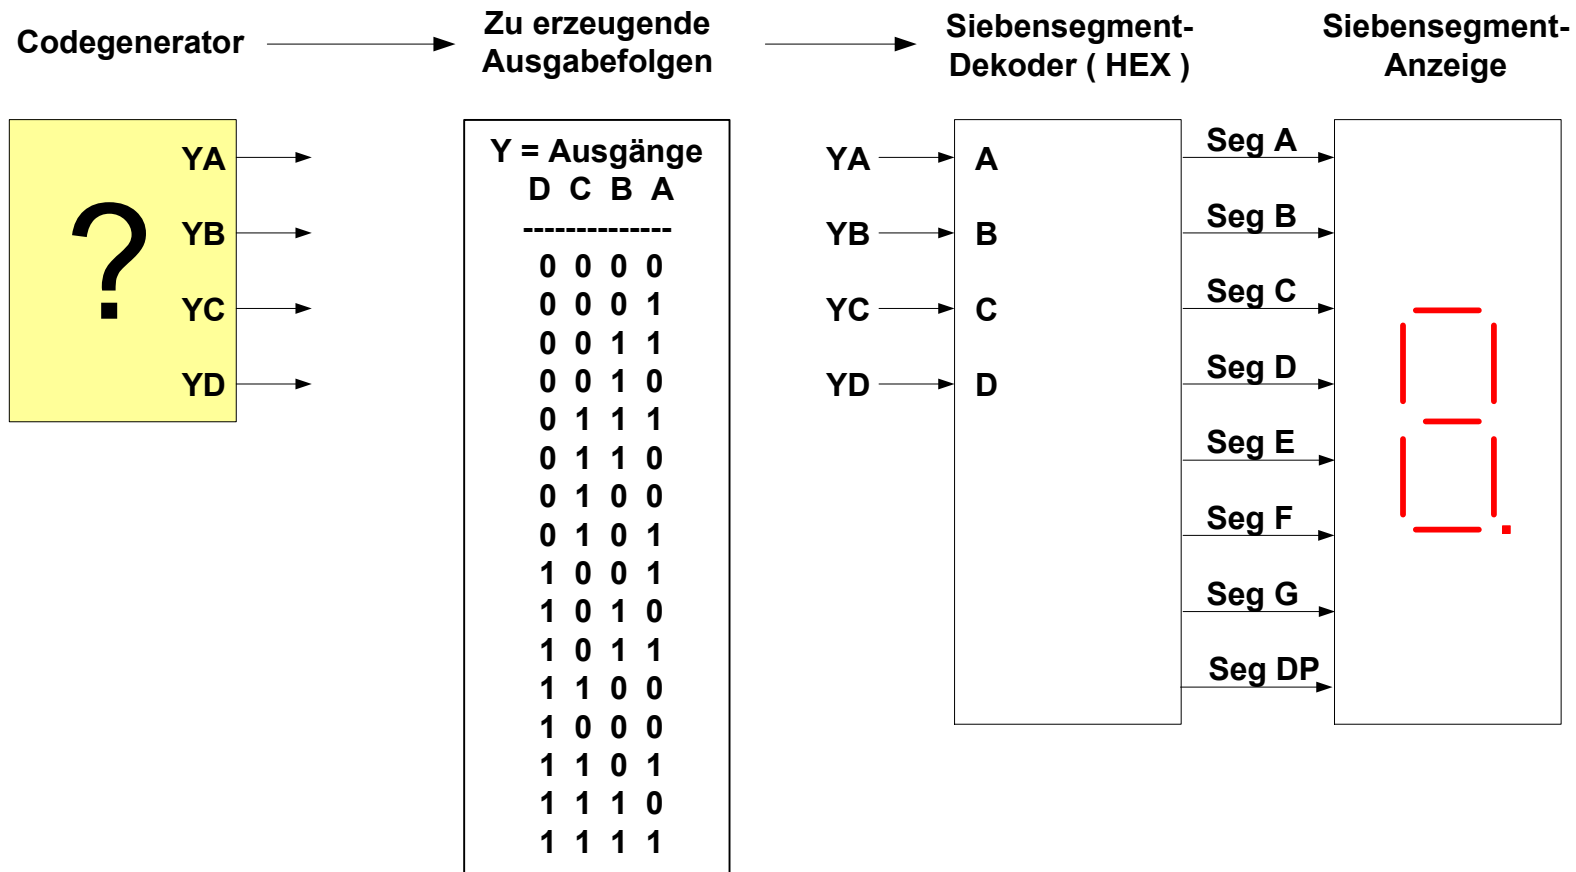 Codegenerator
Zu erzeugende
Ausgabefolgen
Siebensegment-
Dekoder ( HEX )
Siebensegment-
Anzeige
?
YA
YB
YC
YD
Y = Ausgänge
D C B A
--------------
0 0 0 0
0 0 0 1
0 0 1 1
0 0 1 0
0 1 1 1
0 1 1 0
0 1 0 0
0 1 0 1
1 0 0 1
1 0 1 0
1 0 1 1
1 1 0 0
1 0 0 0
1 1 0 1
1 1 1 0
1 1 1 1
YA
YB
YC
YD
A
B
C
D
Seg A
Seg B
Seg C
Seg D
Seg E
Seg F
Seg G
Seg DP